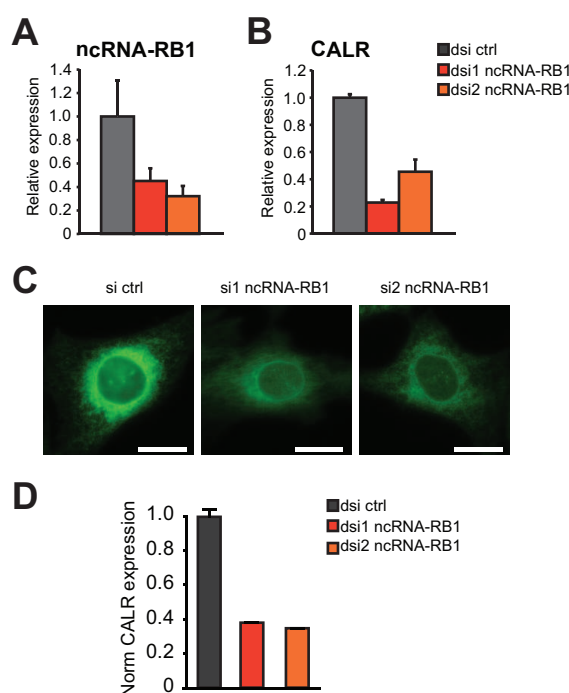 A
ncRNA-RB1
Relative expression
1.4
1.2
1.0
0.8
0.6
0.4
0.2
0
B
CALR
Relative expression
1.2
1.0
0.8
0.6
0.4
0.2
0
dsi ctrl
dsi1 ncRNA-RB1
dsi2 ncRNA-RB1
C
si ctrl
si1 ncRNA-RB1
si2 ncRNA-RB1
D
Norm CALR expression
1.0
0.8
0.6
0.4
0.2
0
dsi ctrl
dsi1 ncRNA-RB1
dsi2 ncRNA-RB1